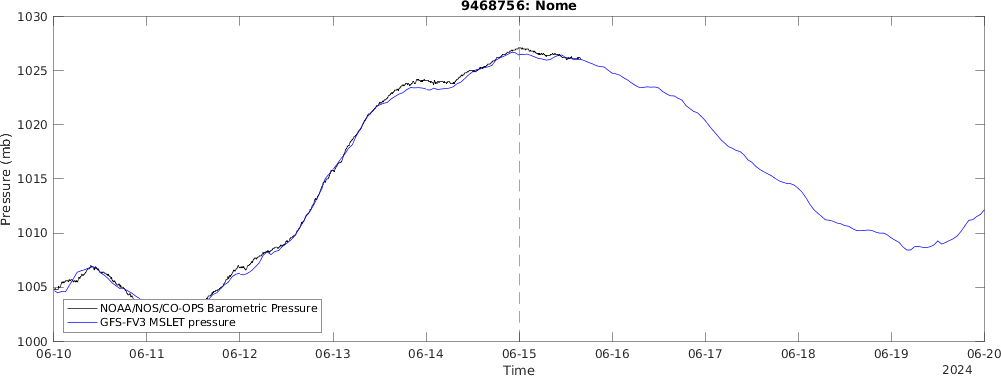 9468756: Nome
1030
1025
1020
1015
1010
1005
1000
Pressure (mb)
NOAA/NOS/CO-OPS Barometric Pressure
GFS-FV3 MSLET pressure
06-10 06-11 06-12 06-13 06-14 06-15 06-16 06-17 06-18 06-19 06-20
Time
2024